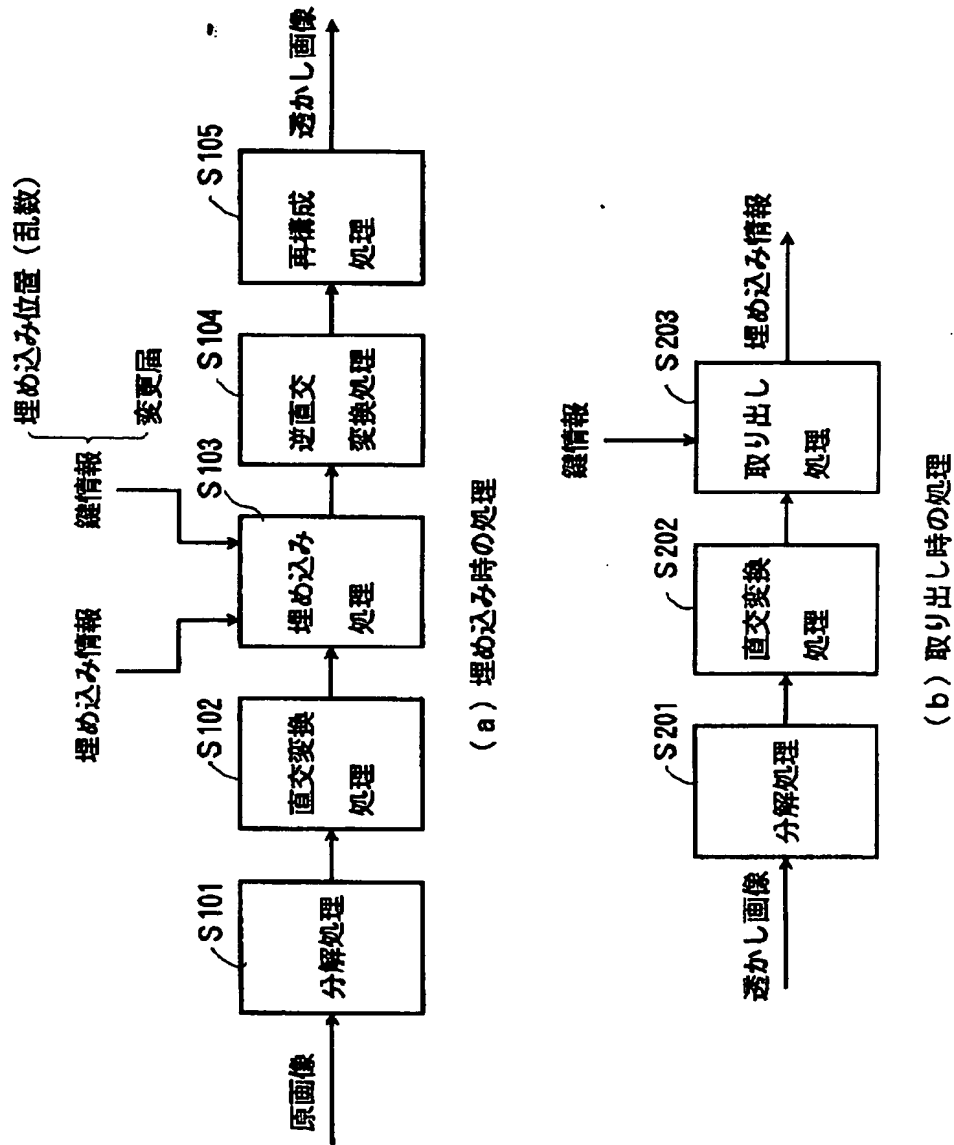 埋め込み位置（乱数）
変更届
埋め込み情報
鍵情報
原画像
S101
分解処理
S102
直交変換
処理
S103
埋め込み
処理
S104
逆直交
変換処理
S105
再構成
処理
透かし画像
(a) 埋め込み時の処理
鍵情報
透かし画像
S201
分解処理
S202
直交変換
処理
S203
取り出し
処理
埋め込み情報
(b) 取り出し時の処理